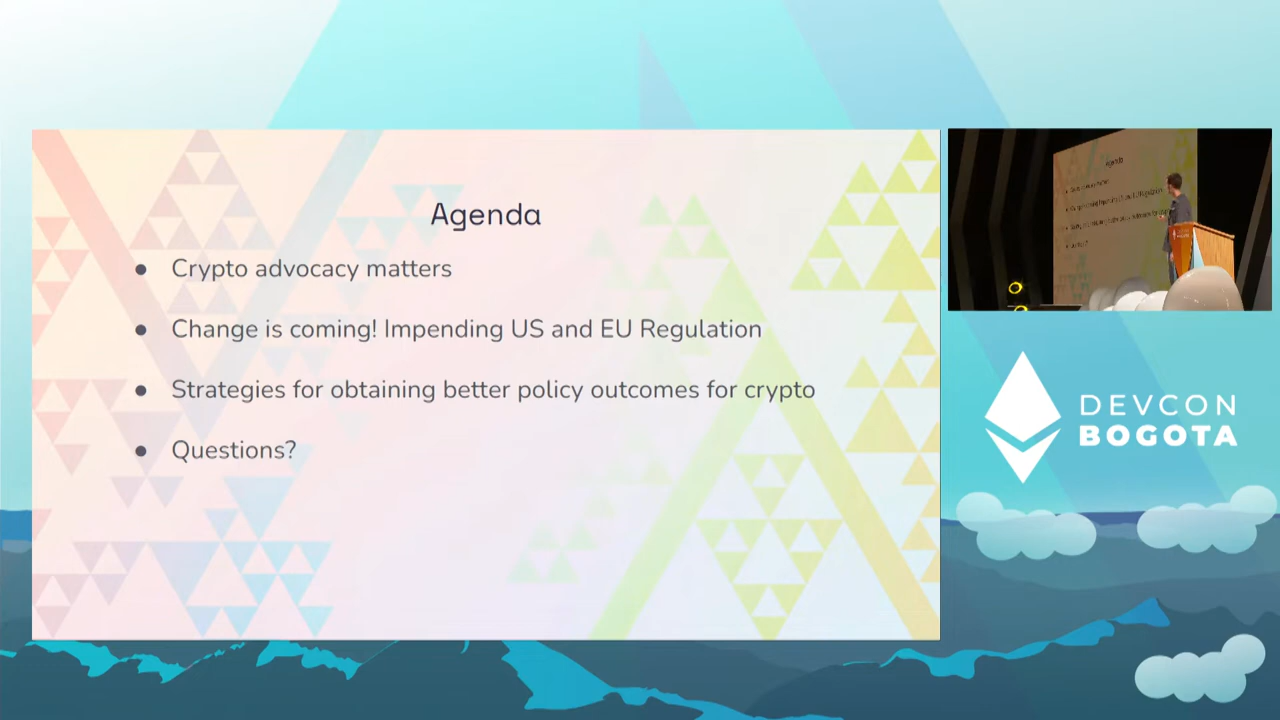 Agenda
● Crypto advocacy matters
● Change is coming! Impending US and EU Regulation
● Strategies for obtaining better policy outcomes for crypto
● Questions?
Agenda
DEVCON
BOGOTA